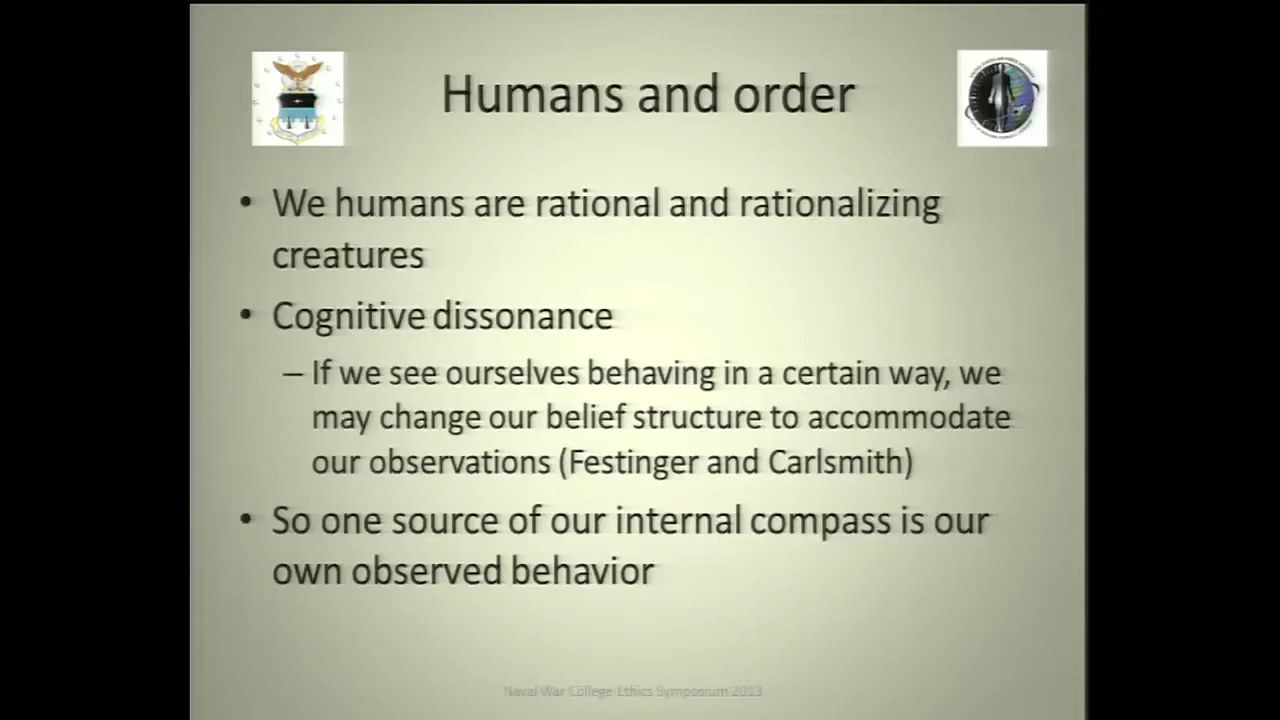 Humans and order
• We humans are rational and rationalizing
creatures
• Cognitive dissonance
– If we see ourselves behaving in a certain way, we
may change our belief structure to accommodate
our observations (Festinger and Carlsmith)
• So one source of our internal compass is our
own observed behavior
Naval War College Ethics Symposium 2013